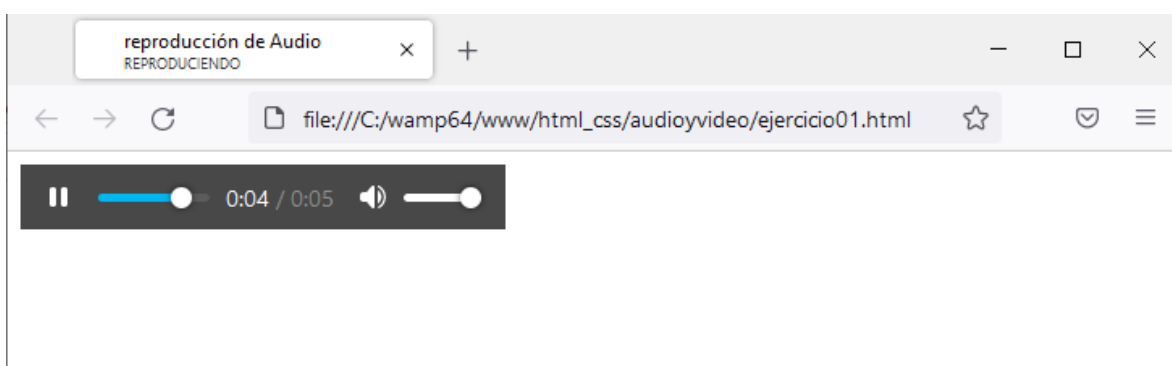 reproducción de Audio
REPRODUCIENDO
file:///C:/wamp64/www/html_css/audioyvideo/ejercicio01.html
0:04 / 0:05